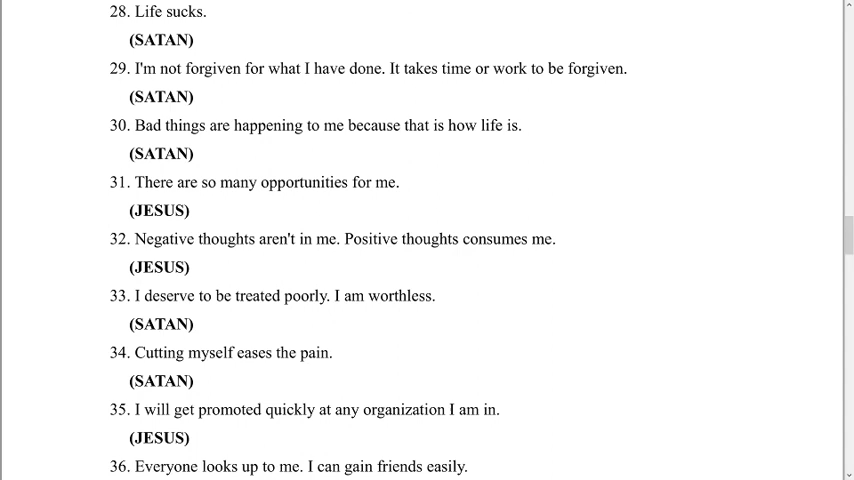 28. Life sucks.
(SATAN)
29. I'm not forgiven for what I have done. It takes time or work to be forgiven.
(SATAN)
30. Bad things are happening to me because that is how life is.
(SATAN)
31. There are so many opportunities for me.
(JESUS)
32. Negative thoughts aren't in me. Positive thoughts consumes me.
(JESUS)
33. I deserve to be treated poorly. I am worthless.
(SATAN)
34. Cutting myself eases the pain.
(SATAN)
35. I will get promoted quickly at any organization I am in.
(JESUS)
36. Everyone looks up to me. I can gain friends easily.